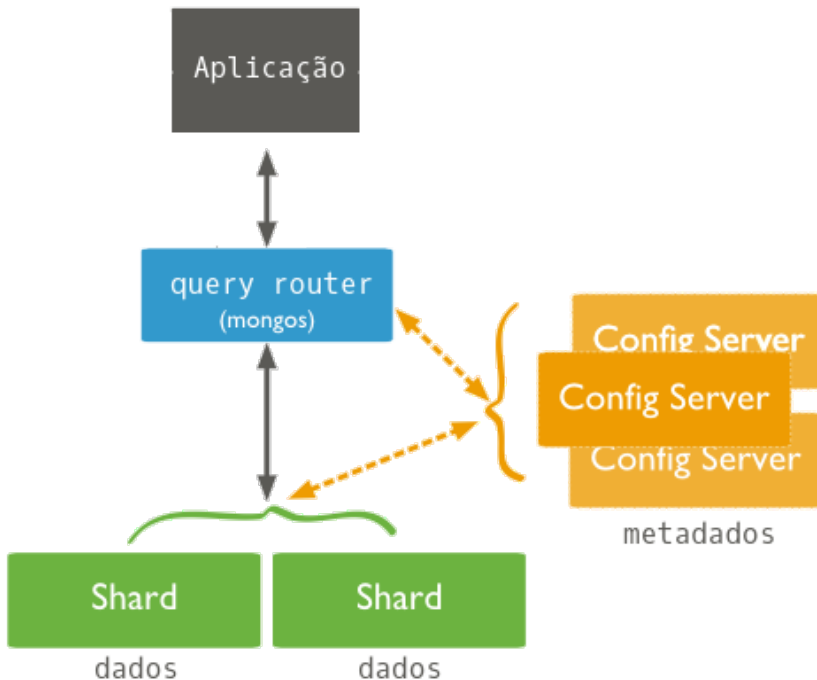 Aplicação
query router
(mongos)
Config Server
Config Server
Config Server
metadados
Shard
Shard
dados
dados